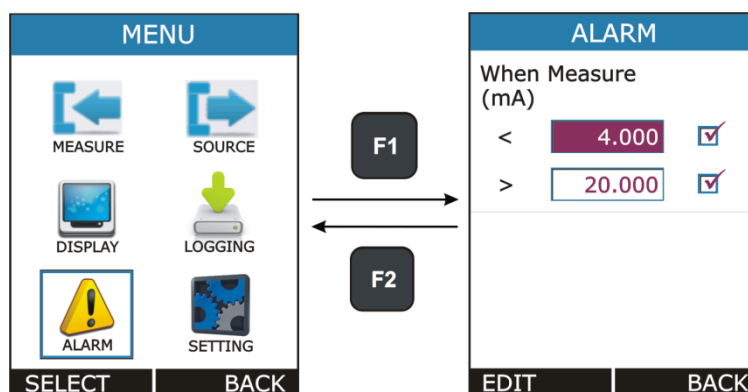 MENU
MEASURE
SOURCE
DISPLAY
LOGGING
ALARM
SETTING
SELECT
BACK
F1
F2
ALARM
When Measure
(mA)
< 4.000
> 20.000
EDIT
BACK